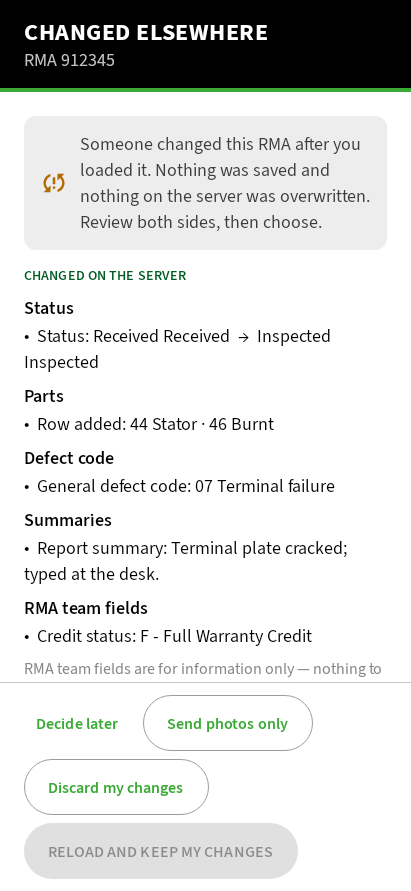 CHANGED ELSEWHERE
RMA 912345
Someone changed this RMA after you
loaded it. Nothing was saved and
nothing on the server was overwritten.
Review both sides, then choose.
CHANGED ON THE SERVER
Status
• Status: Received Received → Inspected
Inspected
Parts
• Row added: 44 Stator · 46 Burnt
Defect code
• General defect code: 07 Terminal failure
Summaries
• Report summary: Terminal plate cracked;
typed at the desk.
RMA team fields
• Credit status: F - Full Warranty Credit
RMA team fields are for information only — nothing to
Decide later
Send photos only
Discard my changes
RELOAD AND KEEP MY CHANGES